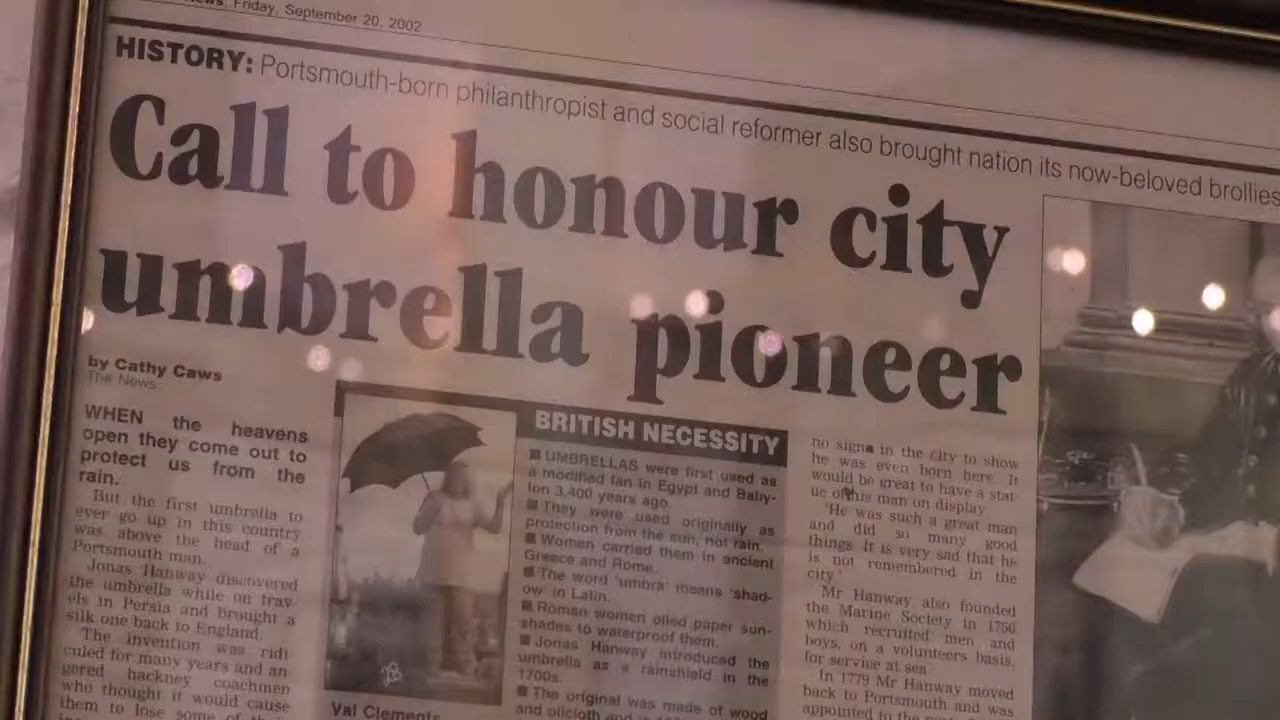 News, Friday, September 20, 2002
HISTORY: Portsmouth-born philanthropist and social reformer also brought nation its now-beloved brollies
Call to honour city
umbrella pioneer
by Cathy Caws
The News
WHEN the heavens
open they come out to
protect us from the
rain.
But the first umbrella to
ever go up in this country
was above the head of a
Portsmouth man.
Jonas Hanway discovered
the umbrella while on trav-
els in Persia and brought a
silk one back to England.
The invention was ridi
culed for many years and an-
gered hackney coachmen
who thought it would cause
them to lose some of their
Val Clements
BRITISH NECESSITY
■ UMBRELLAS were first used as
a modified fan in Egypt and Baby-
lon 3,400 years ago.
■ They were used originally as
protection from the sun, not rain.
■ Women carried them in ancient
Greece and Rome.
■ The word 'umbra' means 'shad-
ow' in Latin.
■ Roman women oiled paper sun-
shades to waterproof them.
■ Jonas Hanway introduced the
umbrella as a rainshield in the
1700s.
■ The original was made of wood
and oilcloth and
no signs in the city to show
he was even born here. It
would be great to have a stat-
ue of this man on display
'He was such a great man
and did so many good
things. It is very sad that he
is not remembered in the
city.'
Mr Hanway also founded
the Marine Society in 1756
which recruited men and
boys, on a volunteers basis,
for service at sea.
In 1779 Mr Hanway moved
back to Portsmouth and was
appointed to the